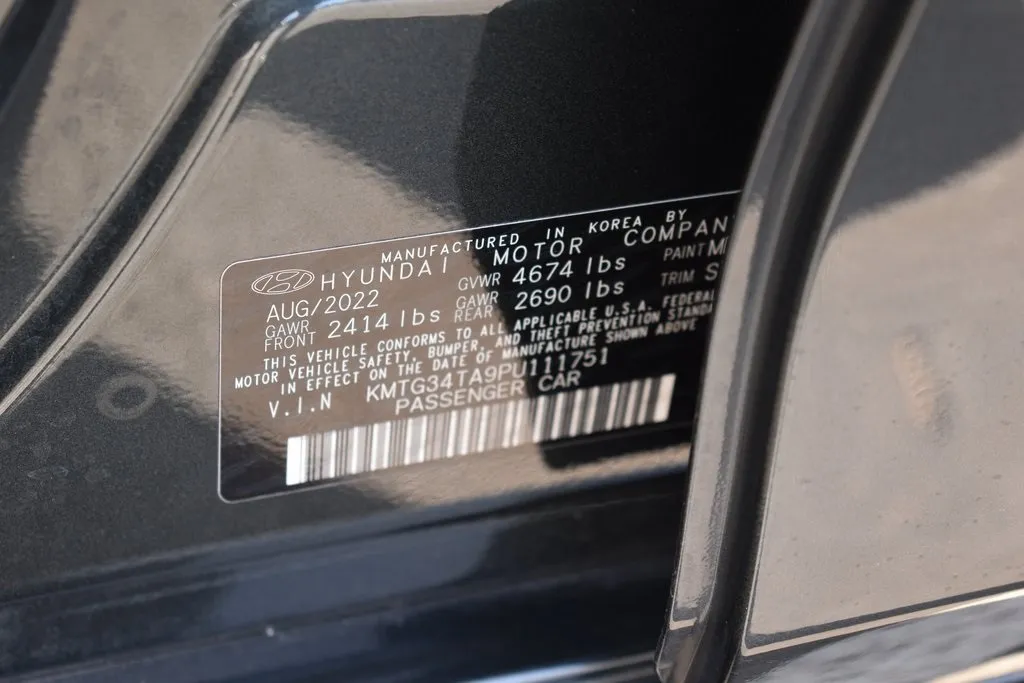 MANUFACTURED IN KOREA BY
HYUNDAI MOTOR COMPAN
AUG/2022 GVWR 4674 lbs PAINT
GAWR FRONT 2414 lbs GAWR REAR 2690 lbs TRIM S
THIS VEHICLE CONFORMS TO ALL APPLICABLE U.S.A. FEDERAL
MOTOR VEHICLE SAFETY, BUMPER, AND THEFT PREVENTION STANDA
IN EFFECT ON THE DATE OF MANUFACTURE SHOWN ABOVE
V.I.N KMTG34TA9PU111751
PASSENGER CAR